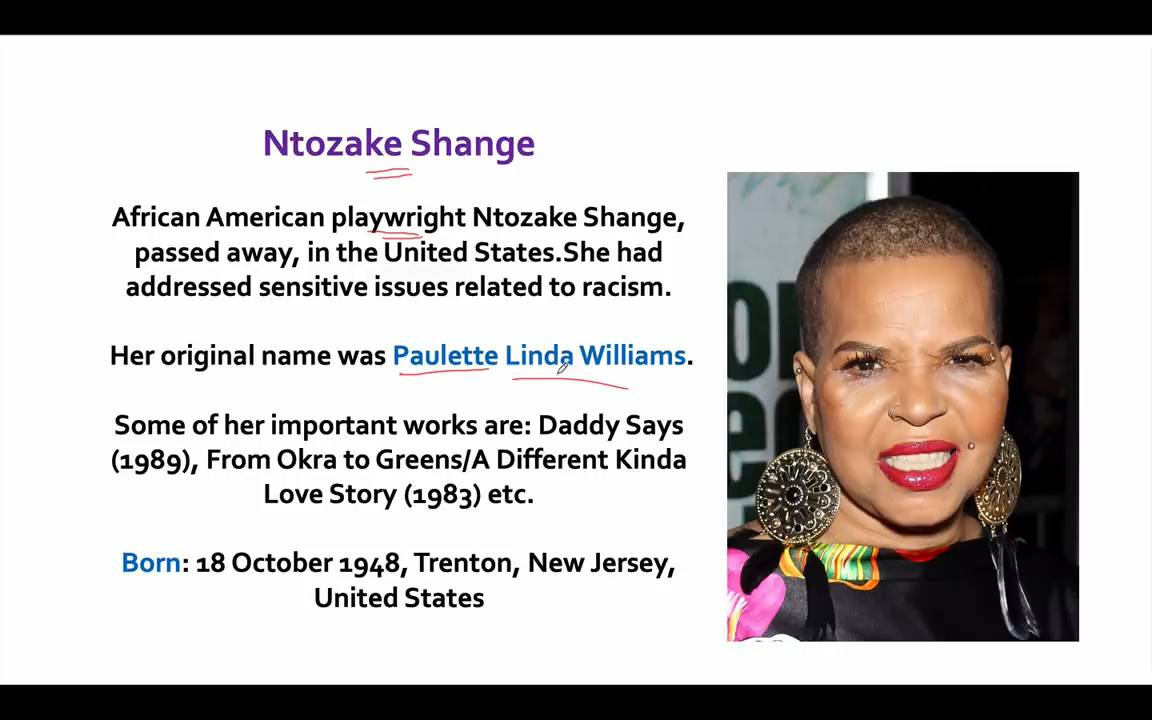 Ntozake Shange
African American playwright Ntozake Shange,
passed away, in the United States.She had
addressed sensitive issues related to racism.
Her original name was Paulette Linda Williams.
Some of her important works are: Daddy Says
(1989), From Okra to Greens/A Different Kinda
Love Story (1983) etc.
Born: 18 October 1948, Trenton, New Jersey,
United States